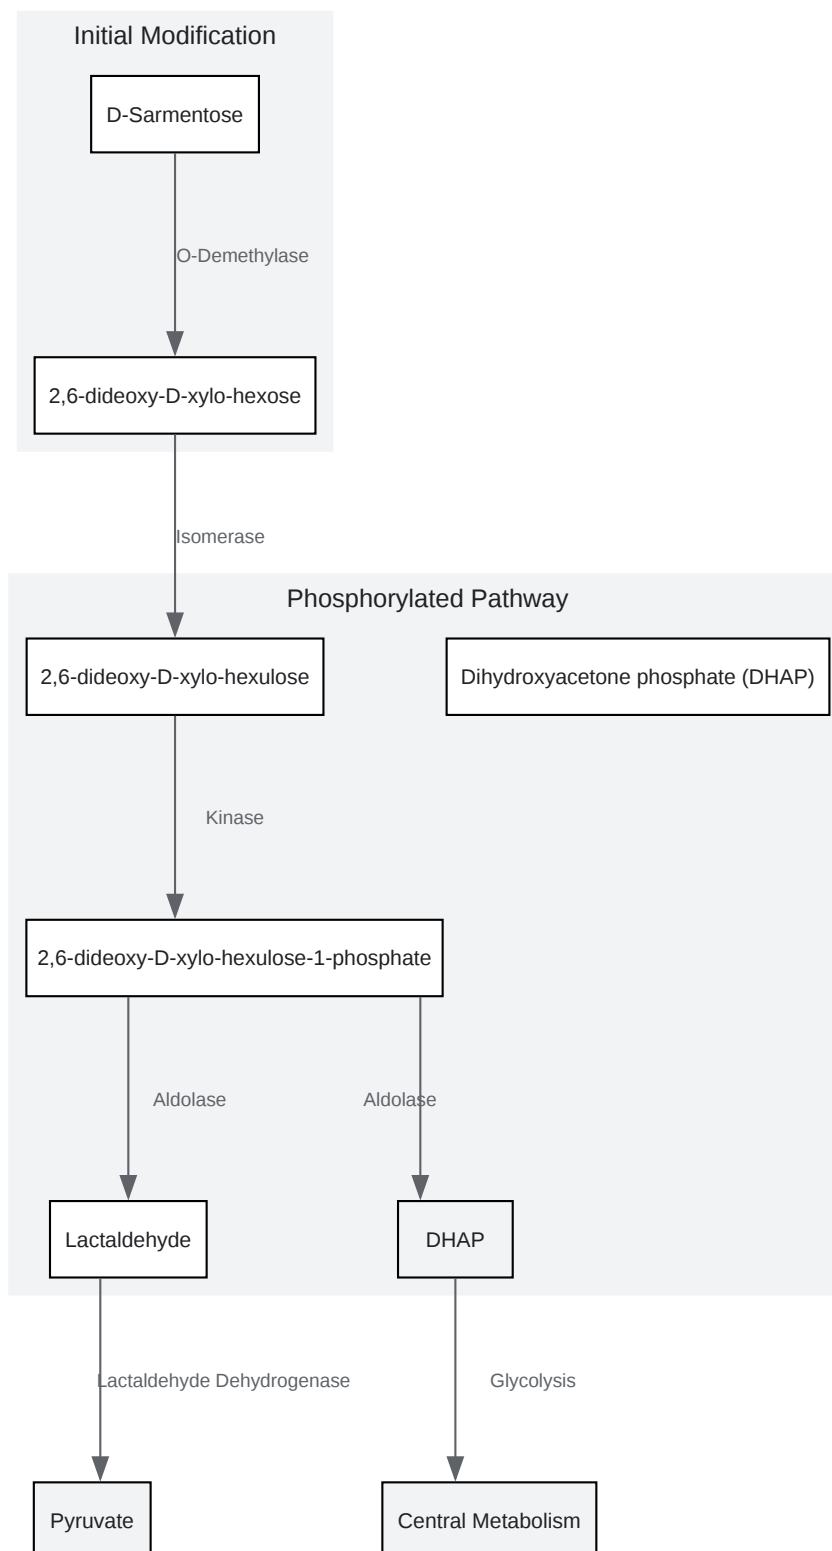 Initial Modification
D-Sarmentose
O-Demethylase
2,6-dideoxy-D-xylo-hexose
Isomerase
Phosphorylated Pathway
2,6-dideoxy-D-xylo-hexulose
Dihydroxyacetone phosphate (DHAP)
Kinase
2,6-dideoxy-D-xylo-hexulose-1-phosphate
Aldolase
Aldolase
Lactaldehyde
DHAP
Lactaldehyde Dehydrogenase
Glycolysis
Pyruvate
Central Metabolism